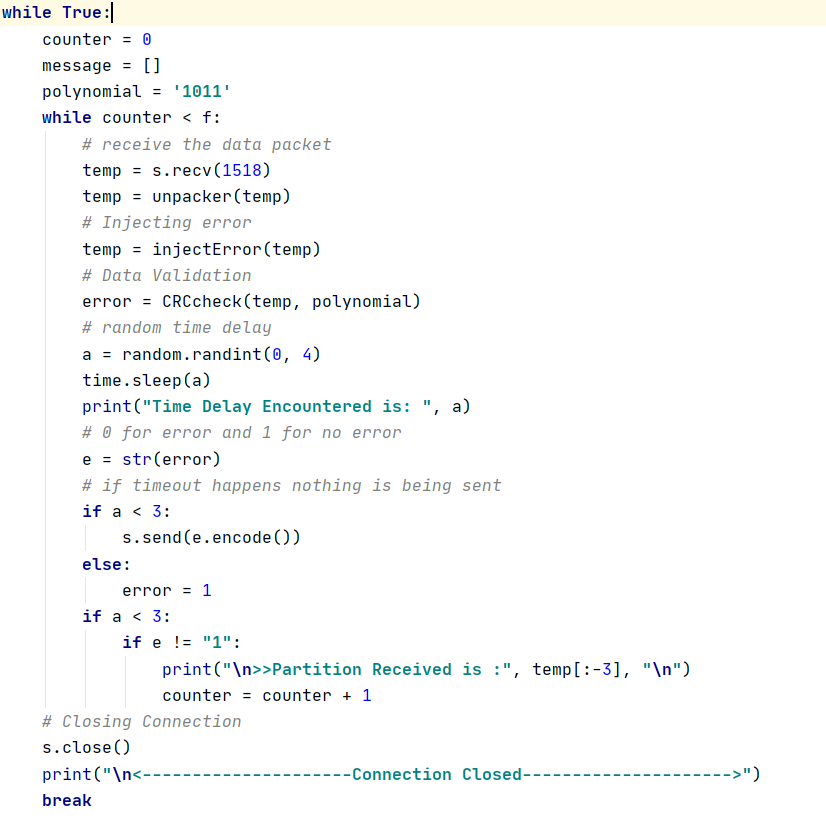 while True:
    counter = 0
    message = []
    polynomial = '1011'
    while counter < f:
        # receive the data packet
        temp = s.recv(1518)
        temp = unpacker(temp)
        # Injecting error
        temp = injectError(temp)
        # Data Validation
        error = CRCcheck(temp, polynomial)
        # random time delay
        a = random.randint(0, 4)
        time.sleep(a)
        print("Time Delay Encountered is: ", a)
        # 0 for error and 1 for no error
        e = str(error)
        # if timeout happens nothing is being sent
        if a < 3:
            s.send(e.encode())
        else:
            error = 1
        if a < 3:
            if e != "1":
                print("\n>>Partition Received is :", temp[:-3], "\n")
                counter = counter + 1
    # Closing Connection
    s.close()
    print("\n<---------------------Connection Closed--------------------->")
    break